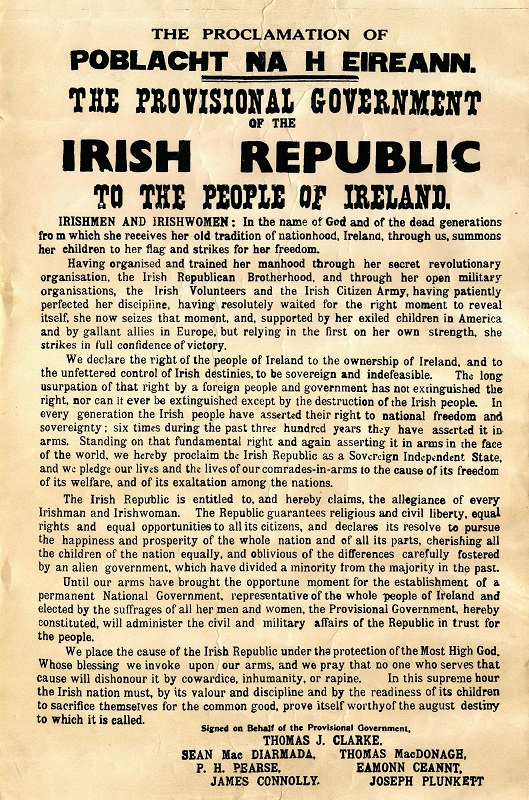 THE PROCLAMATION OF
POBLACHT NA H EIREANN.
THE PROVISIONAL GOVERNMENT
OF THE
IRISH REPUBLIC
TO THE PEOPLE OF IRELAND.
IRISHMEN AND IRISHWOMEN: In the name of God and of the dead generations
from which she receives her old tradition of nationhood, Ireland, through us, summons
her children to her flag and strikes for her freedom.
Having organised and trained her manhood through her secret revolutionary
organisation, the Irish Republican Brotherhood, and through her open military
organisations, the Irish Volunteers and the Irish Citizen Army, having patiently
perfected her discipline, having resolutely waited for the right moment to reveal
itself, she now seizes that moment, and, supported by her exiled children in America
and by gallant allies in Europe, but relying in the first on her own strength, she
strikes in full confidence of victory.
We declare the right of the people of Ireland to the ownership of Ireland, and to
the unfettered control of Irish destinies, to be sovereign and indefeasible. The long
usurpation of that right by a foreign people and government has not extinguished the
right, nor can it ever be extinguished except by the destruction of the Irish people. In
every generation the Irish people have asserted their right to national freedom and
sovereignty; six times during the past three hundred years they have asserted it in
arms. Standing on that fundamental right and again asserting it in arms in the face
of the world, we hereby proclaim the Irish Republic as a Sovereign Independent State,
and we pledge our lives and the lives of our comrades-in-arms to the cause of its freedom
of its welfare, and of its exaltation among the nations.
The Irish Republic is entitled to, and hereby claims, the allegiance of every
Irishman and Irishwoman. The Republic guarantees religious and civil liberty, equal
rights and equal opportunities to all its citizens, and declares its resolve to pursue
the happiness and prosperity of the whole nation and of all its parts, cherishing all
the children of the nation equally, and oblivious of the differences carefully fostered
by an alien government, which have divided a minority from the majority in the past.
Until our arms have brought the opportune moment for the establishment of a
permanent National Government, representative of the whole people of Ireland and
elected by the suffrages of all her men and women, the Provisional Government, hereby
constituted, will administer the civil and military affairs of the Republic in trust for
the people.
We place the cause of the Irish Republic under the protection of the Most High God,
Whose blessing we invoke upon our arms, and we pray that no one who serves that
cause will dishonour it by cowardice, inhumanity, or rapine. In this supreme hour
the Irish nation must, by its valour and discipline and by the readiness of its children
to sacrifice themselves for the common good, prove itself worthy of the august destiny
to which it is called.
Signed on Behalf of the Provisional Government,
THOMAS J. CLARKE,
SEAN Mac DIARMADA, THOMAS MacDONAGH,
P. H. PEARSE, EAMONN CEANNT,
JAMES CONNOLLY. JOSEPH PLUNKETT